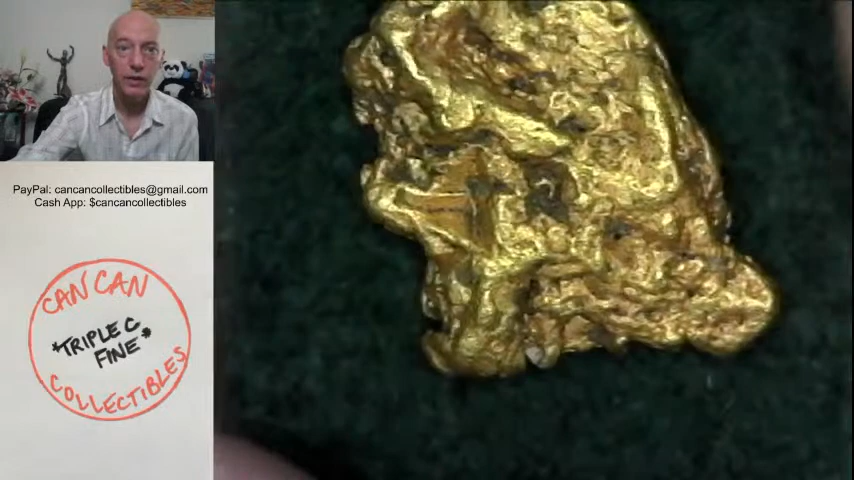 PayPal: cancancollectibles@gmail.com
Cash App: $cancancollectibles
CAN CAN
*TRIPLE C
FINE*
COLLECTIBLES